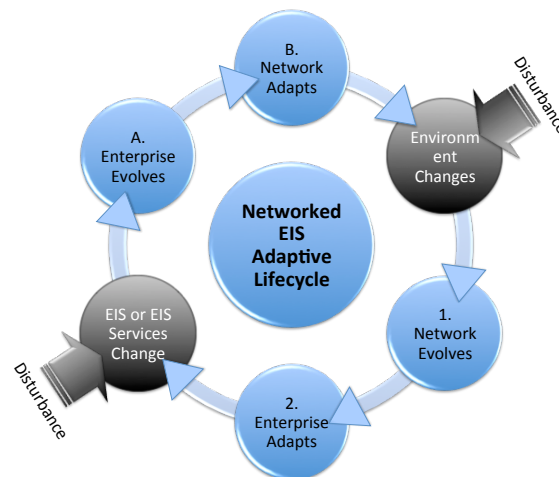 B.
Network
Adapts
Disturbance
A.
Enterprise
Evolves
Environm
ent
Changes
Networked
EIS
Adaptive
Lifecycle
EIS or EIS
Services
Change
1.
Network
Evolves
Disturbance
2.
Enterprise
Adapts